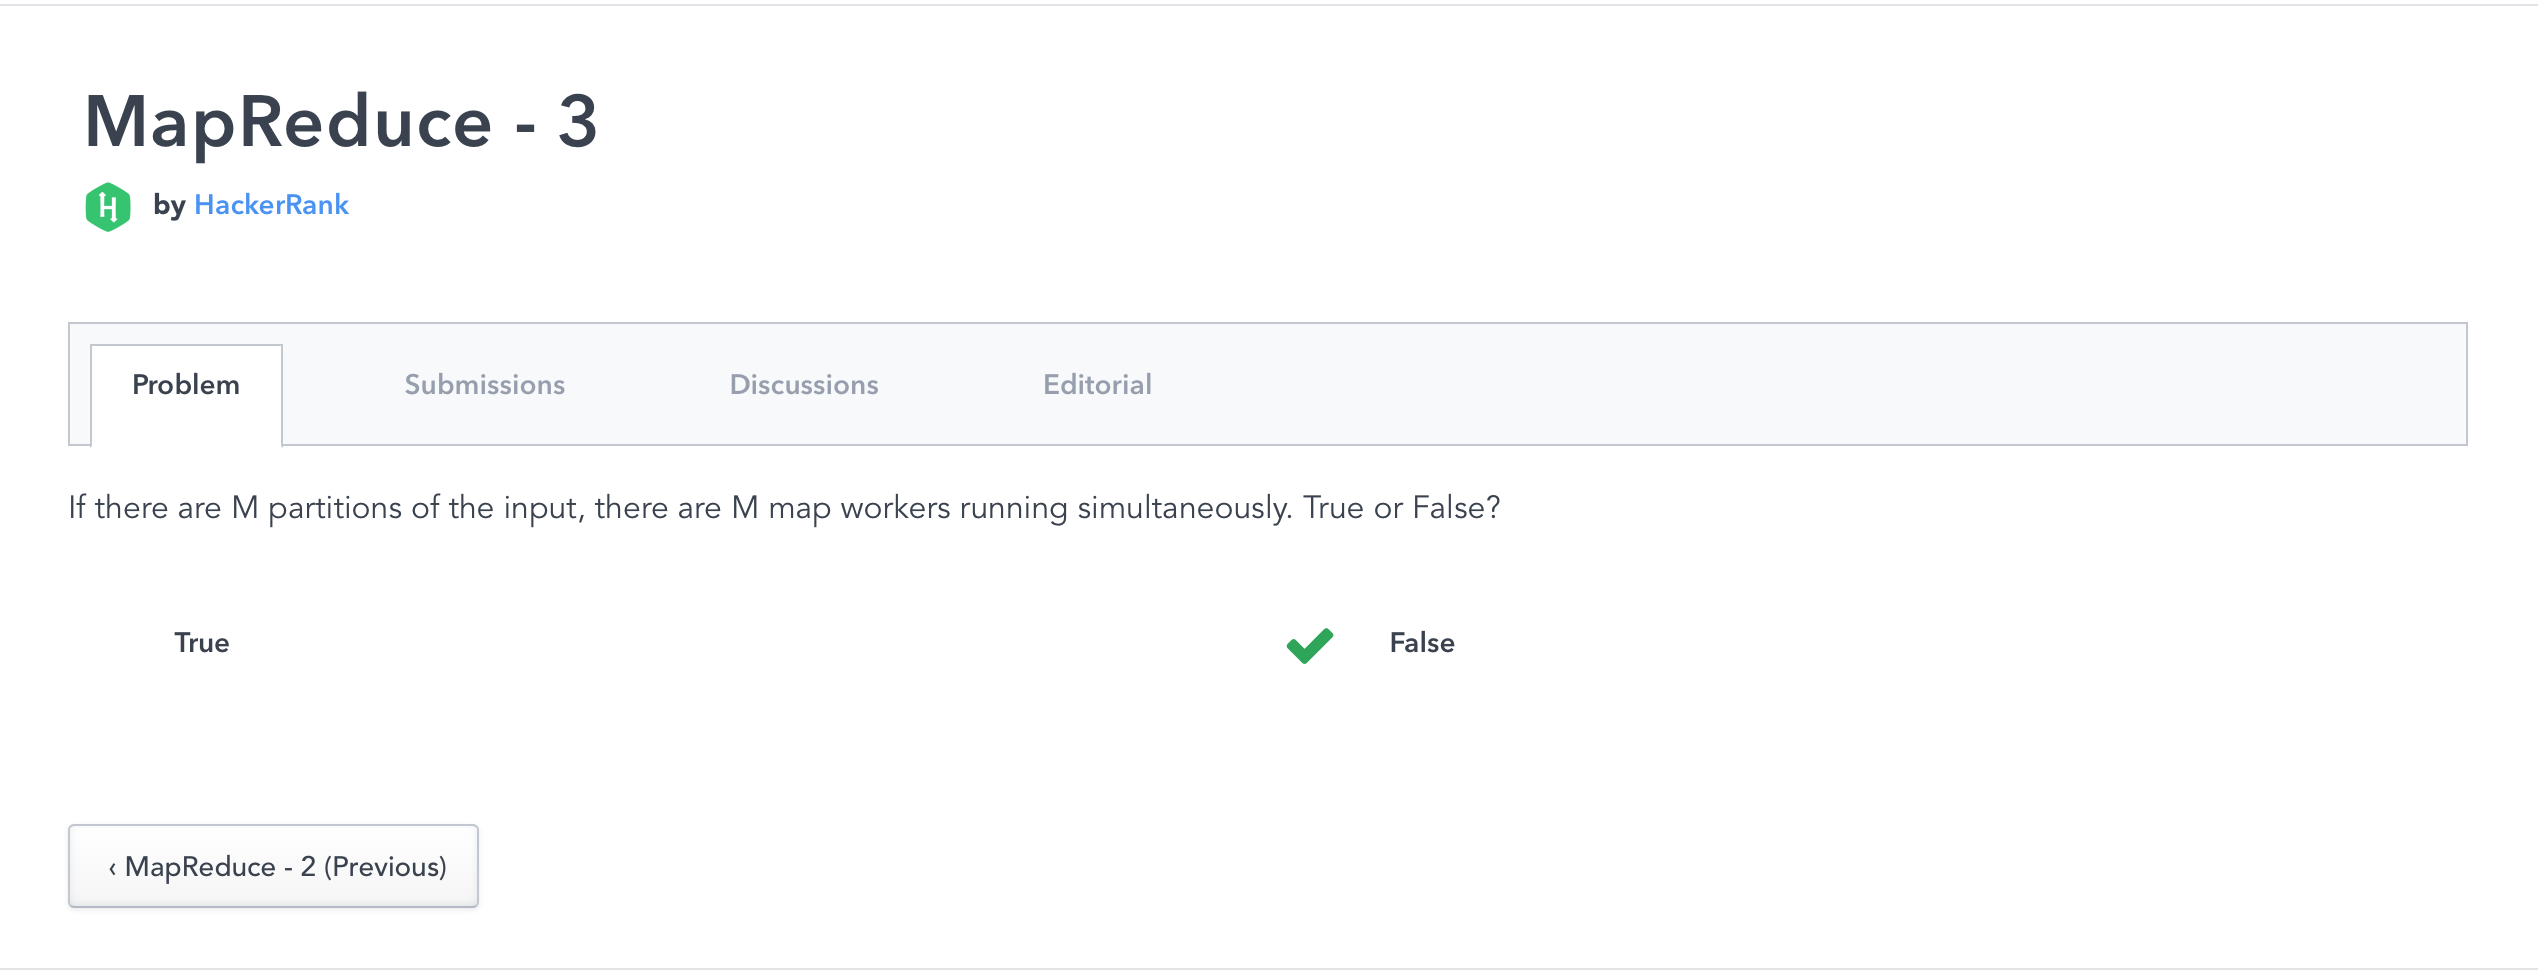 MapReduce - 3
by HackerRank
Problem Submissions Discussions Editorial
If there are M partitions of the input, there are M map workers running simultaneously. True or False?
True False
‹ MapReduce - 2 (Previous)